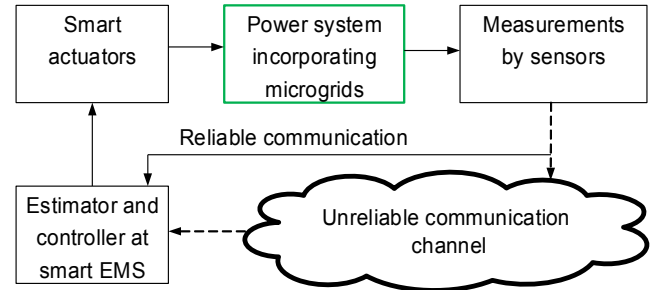 Smart
actuators
Power system
incorporating
microgrids
Measurements
by sensors
Reliable communication
Estimator and
controller at
smart EMS
Unreliable communication
channel